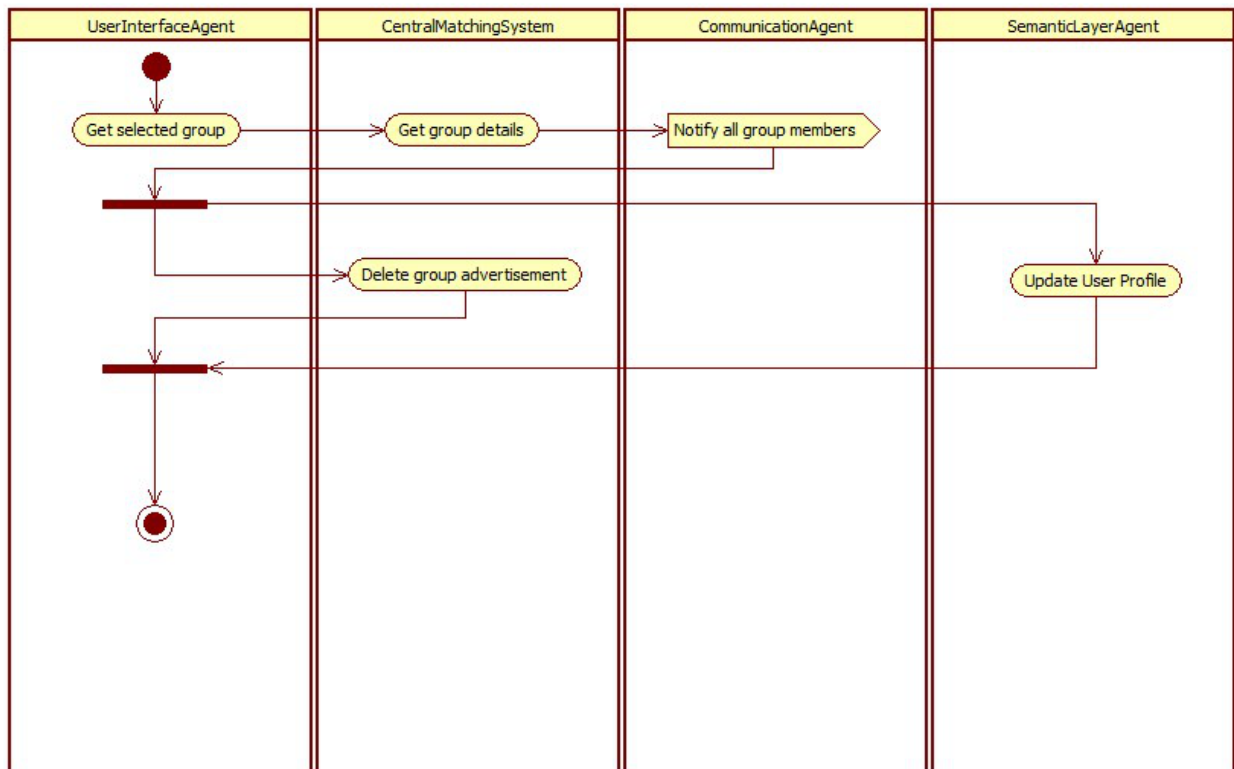 UserInterfaceAgent
CentralMatchingSystem
CommunicationAgent
SemanticLayerAgent
Get selected group
Get group details
Notify all group members
Delete group advertisement
Update User Profile